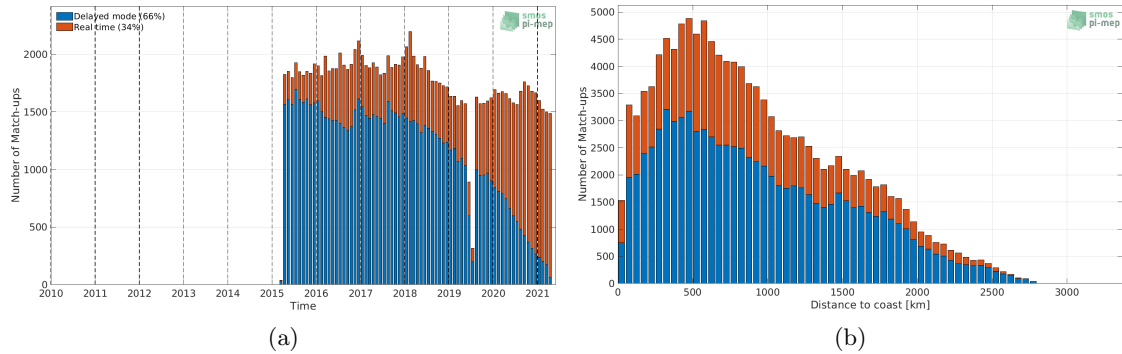 Delayed mode (66%)
Real time (34%)
smos
pi-mep
2000
1500
1000
500
0
Number of Match-ups
2010 2011 2012 2013 2014 2015 2016 2017 2018 2019 2020 2021
Time
(a)
smos
pi-mep
5000
4500
4000
3500
3000
2500
2000
1500
1000
500
0
Number of Match-ups
0 500 1000 1500 2000 2500 3000
Distance to coast [km]
(b)